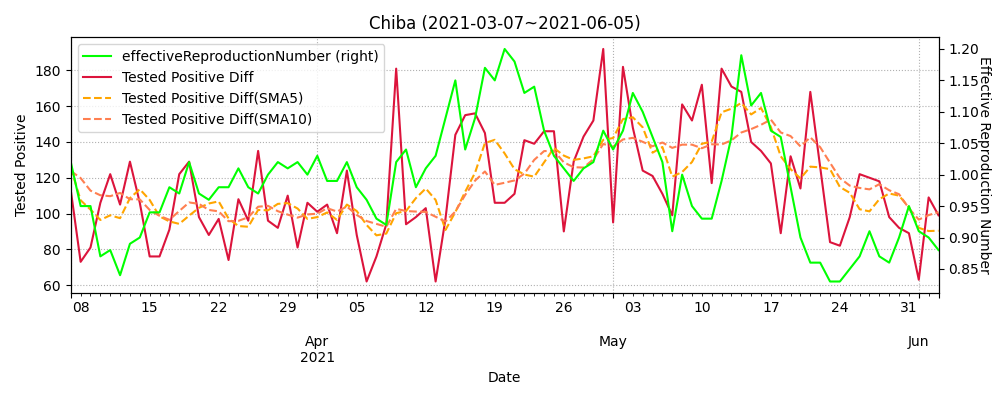 Chiba (2021-03-07~2021-06-05)
effectiveReproductionNumber (right)
Tested Positive Diff
Tested Positive Diff(SMA5)
Tested Positive Diff(SMA10)
Tested Positive
180
160
140
120
100
80
60
1.20
1.15
1.10
1.05
1.00
0.95
0.90
0.85
Effective Reproduction Number
08 15 22 29 05 12 19 26 03 10 17 24 31
Apr May Jun
2021
Date